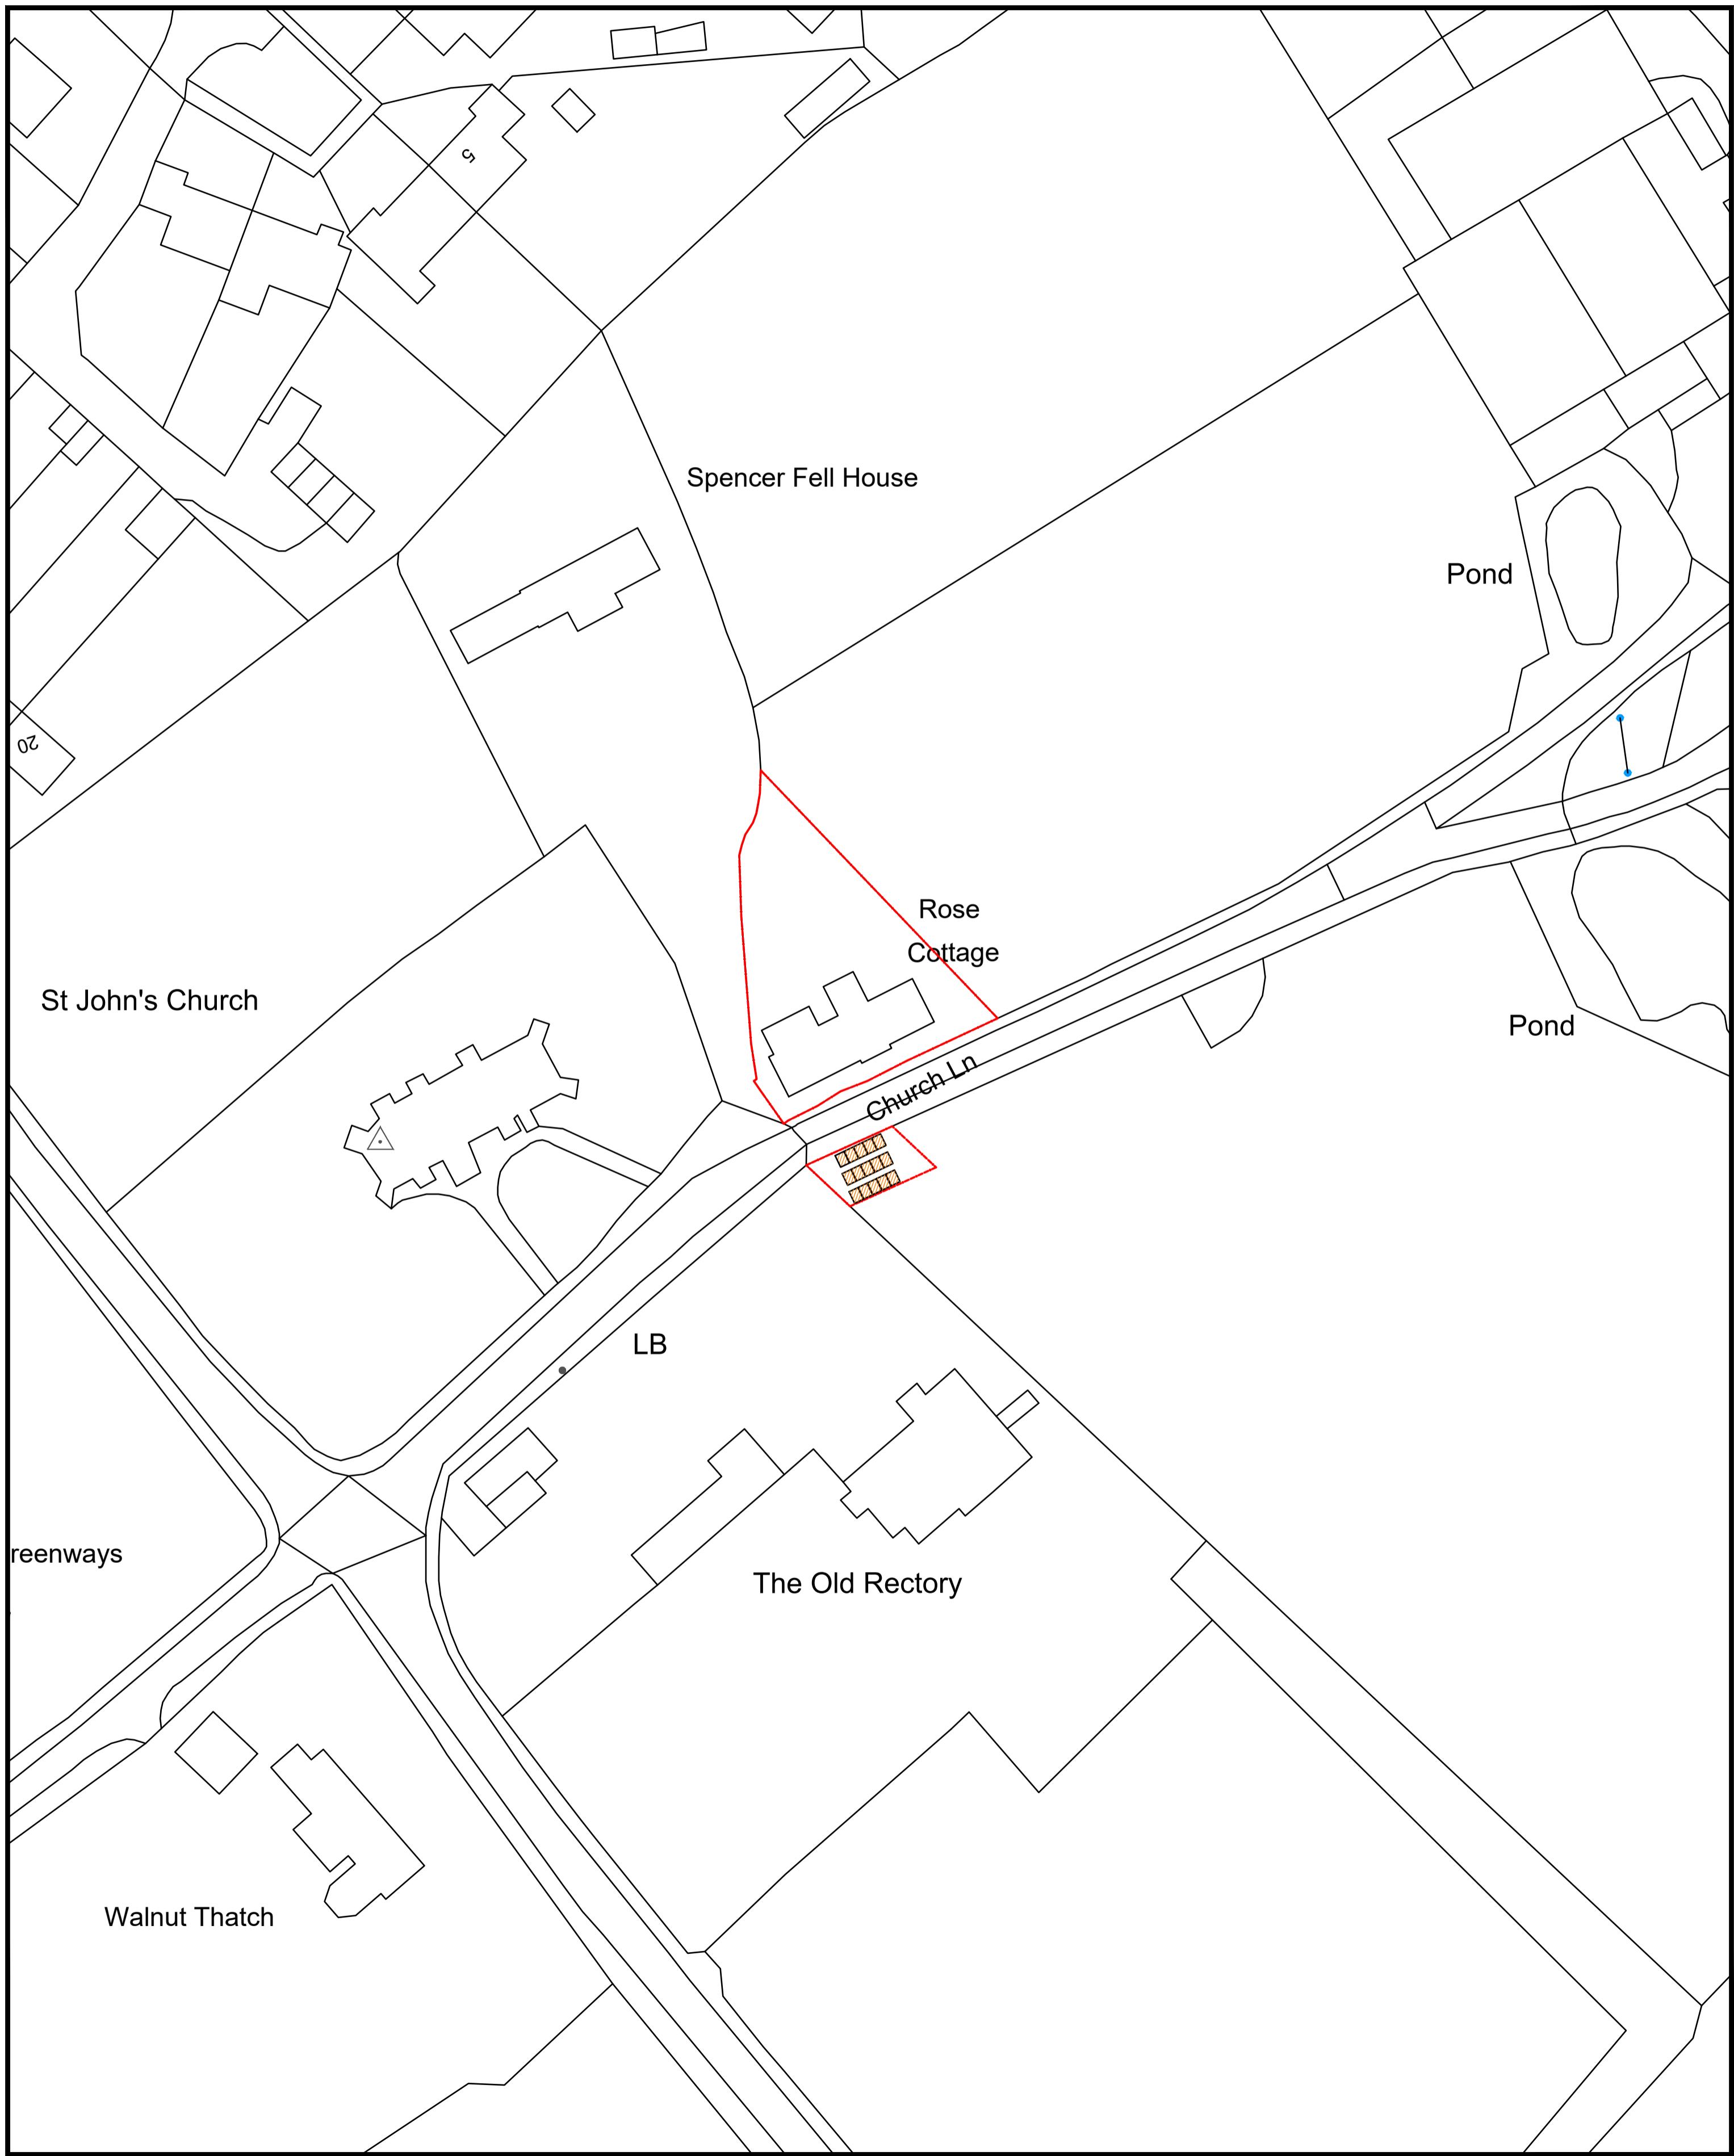 5
Spencer Fell House
Pond
20
Rose
Cottage
St John's Church
Pond
Church Ln
LB
reenways
The Old Rectory
Walnut Thatch